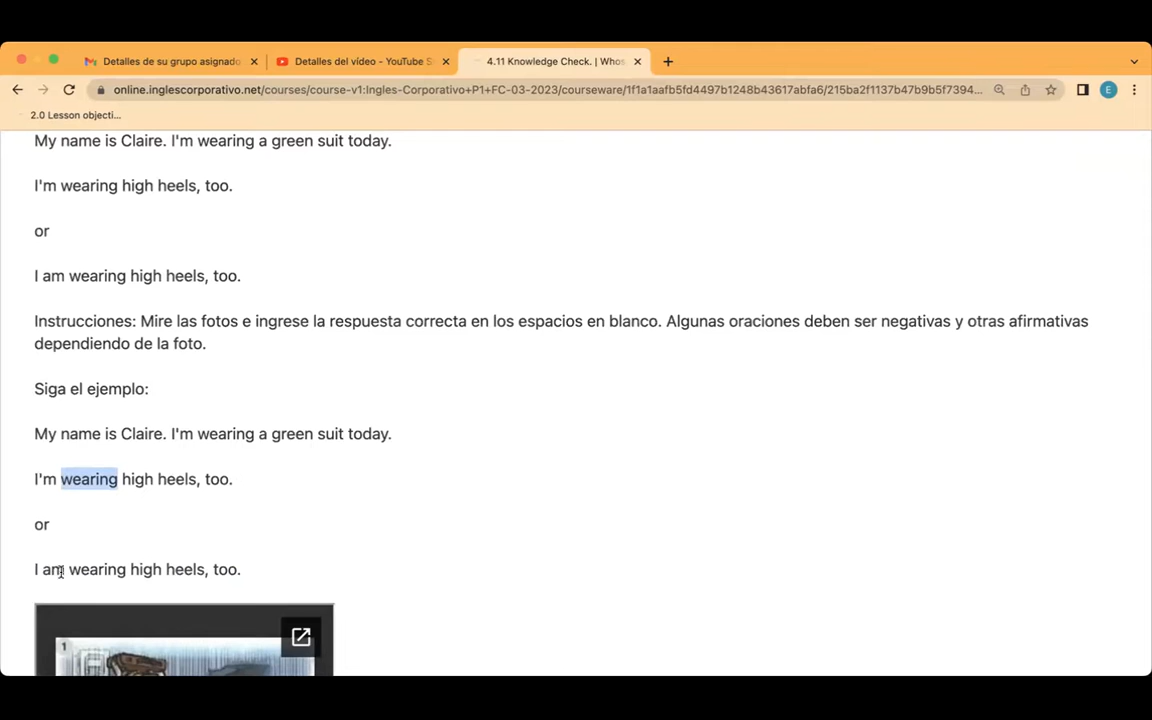 Detalles de su grupo asignado
Detalles del vídeo - YouTube S
4.11 Knowledge Check. | Whos
online.inglescorporativo.net/courses/course-v1:Ingles-Corporativo+P1+FC-03-2023/courseware/1f1a1aafb5fd4497b1248b43617abfa6/215ba2f1137b47b9b5f7394...
E
2.0 Lesson objecti...
My name is Claire. I'm wearing a green suit today.
I'm wearing high heels, too.
or
I am wearing high heels, too.
Instrucciones: Mire las fotos e ingrese la respuesta correcta en los espacios en blanco. Algunas oraciones deben ser negativas y otras afirmativas
dependiendo de la foto.
Siga el ejemplo:
My name is Claire. I'm wearing a green suit today.
I'm wearing high heels, too.
or
I am wearing high heels, too.
1